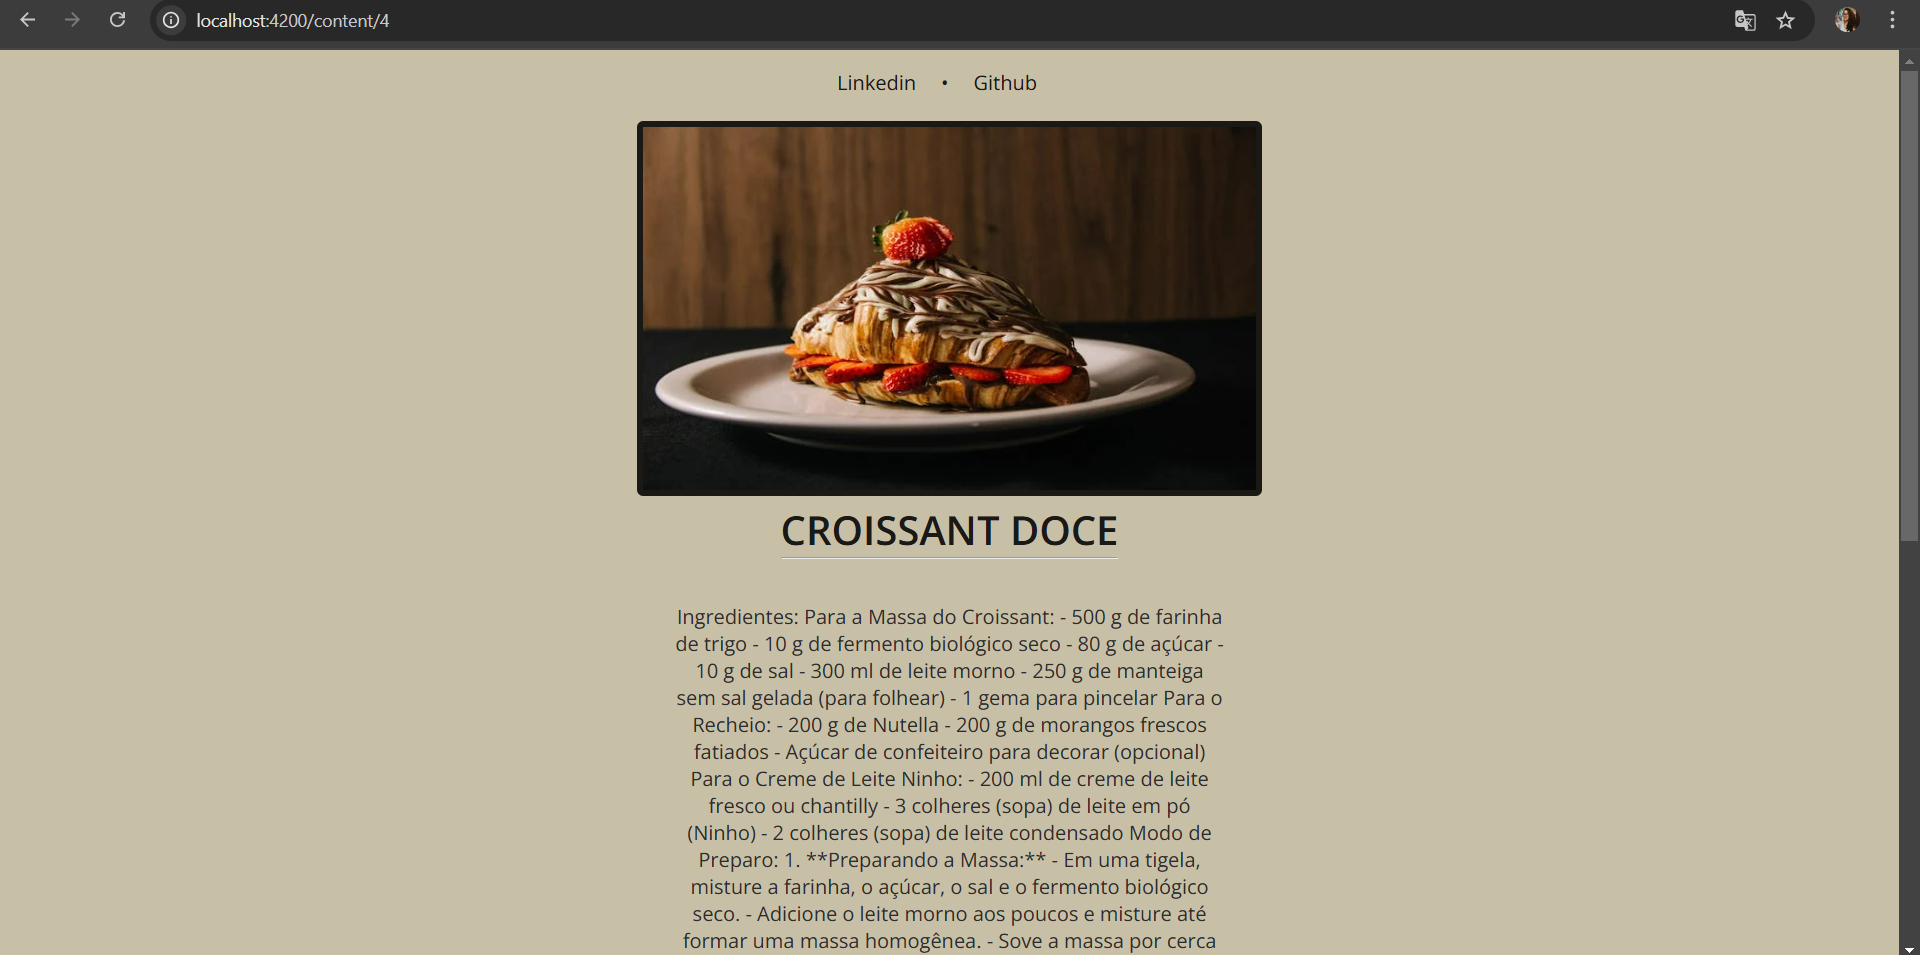 localhost:4200/content/4
Linkedin • Github
CROISSANT DOCE
Ingredientes: Para a Massa do Croissant: - 500 g de farinha
de trigo - 10 g de fermento biológico seco - 80 g de açúcar -
10 g de sal - 300 ml de leite morno - 250 g de manteiga
sem sal gelada (para folhear) - 1 gema para pincelar Para o
Recheio: - 200 g de Nutella - 200 g de morangos frescos
fatiados - Açúcar de confeiteiro para decorar (opcional)
Para o Creme de Leite Ninho: - 200 ml de creme de leite
fresco ou chantilly - 3 colheres (sopa) de leite em pó
(Ninho) - 2 colheres (sopa) de leite condensado Modo de
Preparo: 1. **Preparando a Massa:** - Em uma tigela,
misture a farinha, o açúcar, o sal e o fermento biológico
seco. - Adicione o leite morno aos poucos e misture até
formar uma massa homogênea. - Sove a massa por cerca